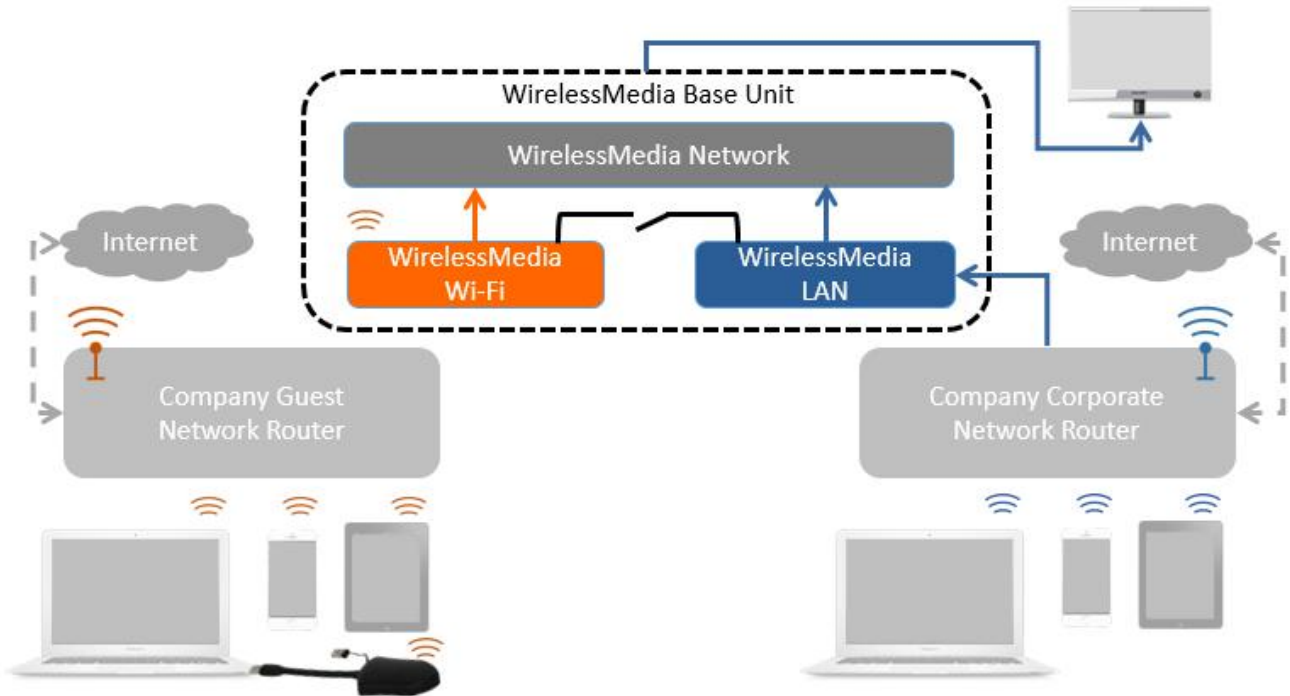 WirelessMedia Base Unit
WirelessMedia Network
Internet
Internet
WirelessMedia
Wi-Fi
WirelessMedia
LAN
Company Guest
Network Router
Company Corporate
Network Router